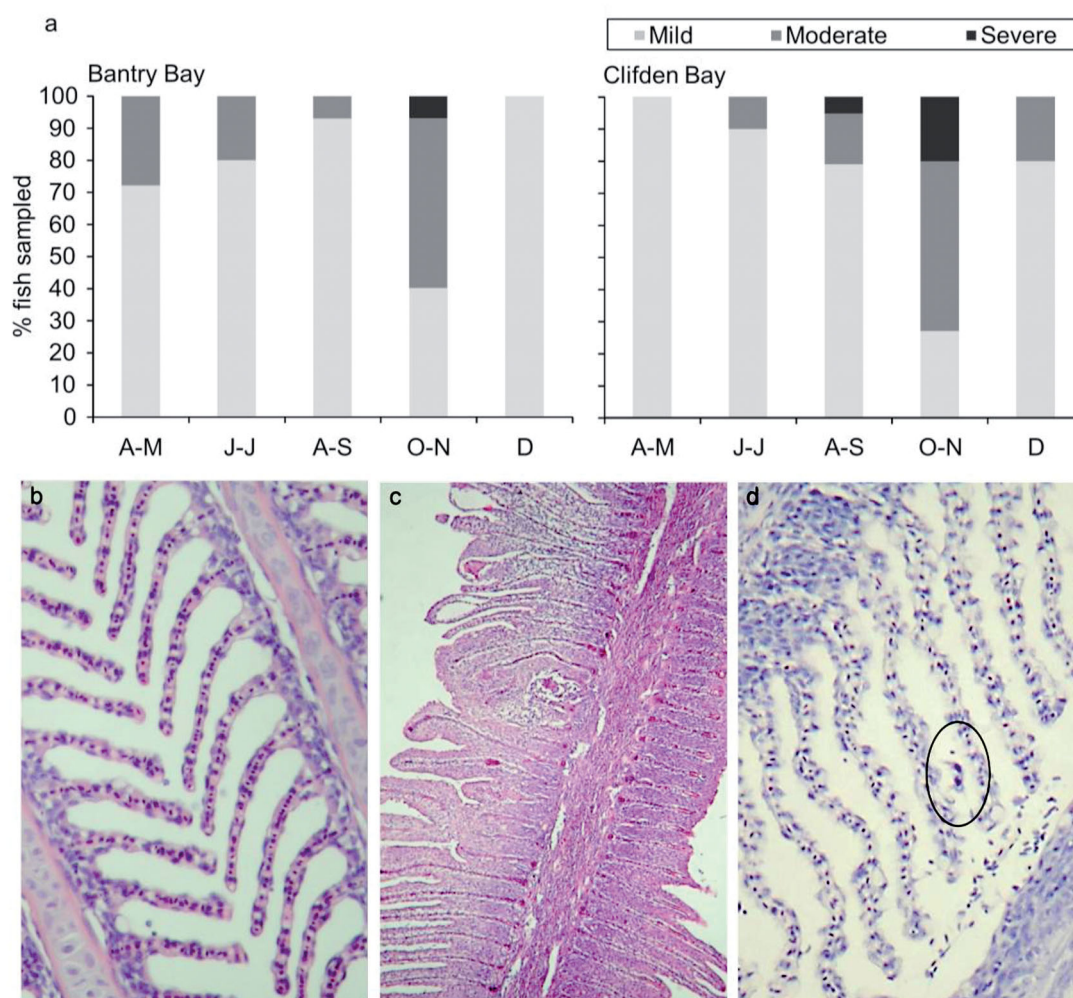 a
Mild Moderate Severe
Bantry Bay
Clifden Bay
% fish sampled
100
90
80
70
60
50
40
30
20
10
0
A-M J-J A-S O-N D
A-M J-J A-S O-N D
b
c
d